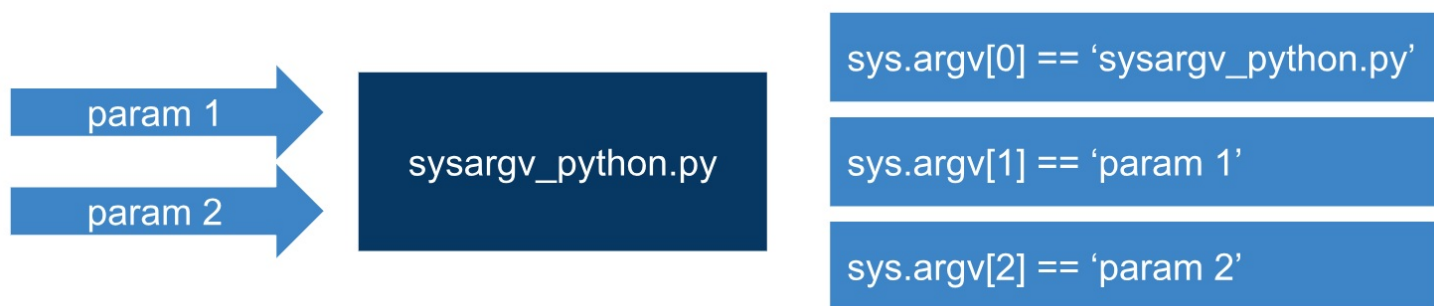 param 1
param 2
sysargv_python.py
sys.argv[0] == ‘sysargv_python.py’
sys.argv[1] == ‘param 1’
sys.argv[2] == ‘param 2’